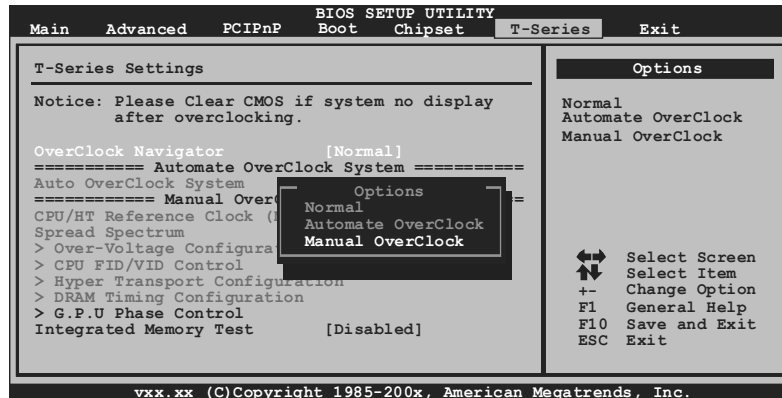 BIOS SETUP UTILITY
Main Advanced PCIPnP Boot Chipset T-Series Exit
T-Series Settings
Notice: Please Clear CMOS if system no display
after overclocking.
OverClock Navigator [Normal]
=========== Automate OverClock System ===========
Auto OverClock System
============ Manual Over =
CPU/HT Reference Clock (
Spread Spectrum
> Over-Voltage Configura
> CPU FID/VID Control
> Hyper Transport Configuration
> DRAM Timing Configuration
> G.P.U Phase Control
Integrated Memory Test [Disabled]
Options
Normal
Automate OverClock
Manual OverClock
Options
Normal
Automate OverClock
Manual OverClock
Select Screen
Select Item
+- Change Option
F1 General Help
F10 Save and Exit
ESC Exit
vxx.xx (C)Copyright 1985-200x, American Megatrends, Inc.